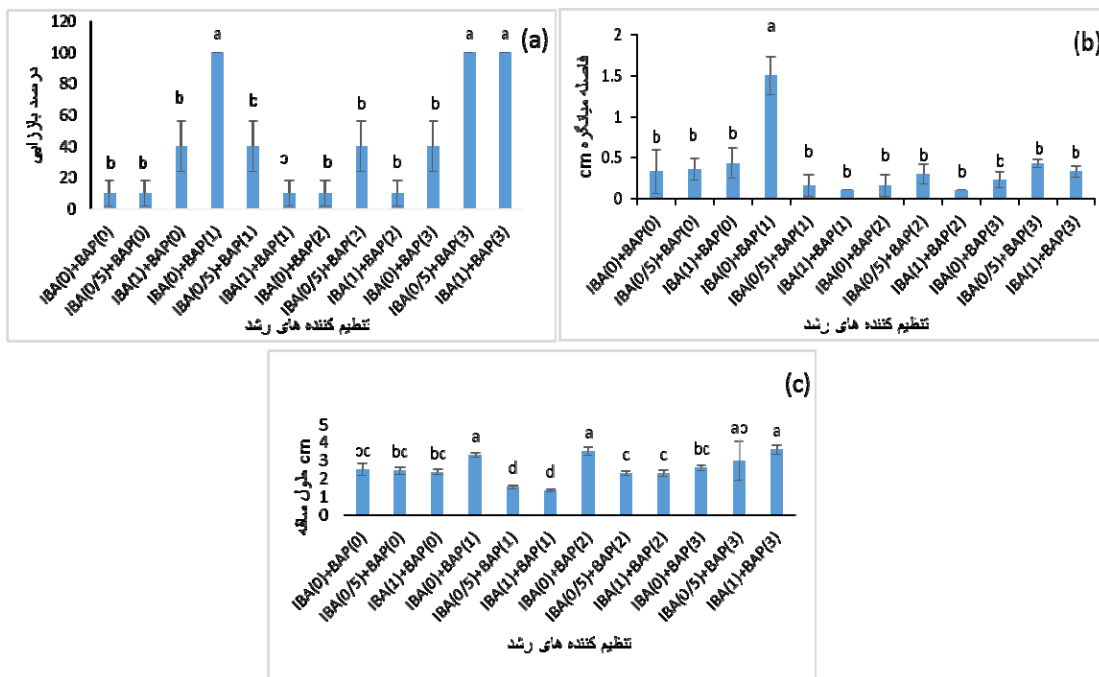 (a)
درصد بلازایی
120
100
80
60
40
20
0
a a a
b b b b b b b b
IBA(0)+BAP(0)
IBA(0/5)+BAP(0)
IBA(1)+BAP(0)
IBA(0)+BAP(1)
IBA(0/5)+BAP(1)
IBA(1)+BAP(1)
IBA(0)+BAP(2)
IBA(0/5)+BAP(2)
IBA(1)+BAP(2)
IBA(0)+BAP(3)
IBA(0/5)+BAP(3)
IBA(1)+BAP(3)
تنظیم کننده های رشد
(b)
فاصله میانگره cm
2
1.5
1
0.5
0
b b b a b b b b b b b b
IBA(0)+BAP(0)
IBA(0/5)+BAP(0)
IBA(1)+BAP(0)
IBA(0)+BAP(1)
IBA(0/5)+BAP(1)
IBA(1)+BAP(1)
IBA(0)+BAP(2)
IBA(0/5)+BAP(2)
IBA(1)+BAP(2)
IBA(0)+BAP(3)
IBA(0/5)+BAP(3)
IBA(1)+BAP(3)
تنظیم کننده های رشد
(c)
طول ساقه cm
5
4
3
2
1
0
bc bc a d d a c c bc a
IBA(0)+BAP(0)
IBA(0/5)+BAP(0)
IBA(1)+BAP(0)
IBA(0)+BAP(1)
IBA(0/5)+BAP(1)
IBA(1)+BAP(1)
IBA(0)+BAP(2)
IBA(0/5)+BAP(2)
IBA(1)+BAP(2)
IBA(0)+BAP(3)
IBA(0/5)+BAP(3)
IBA(1)+BAP(3)
تنظیم کننده های رشد